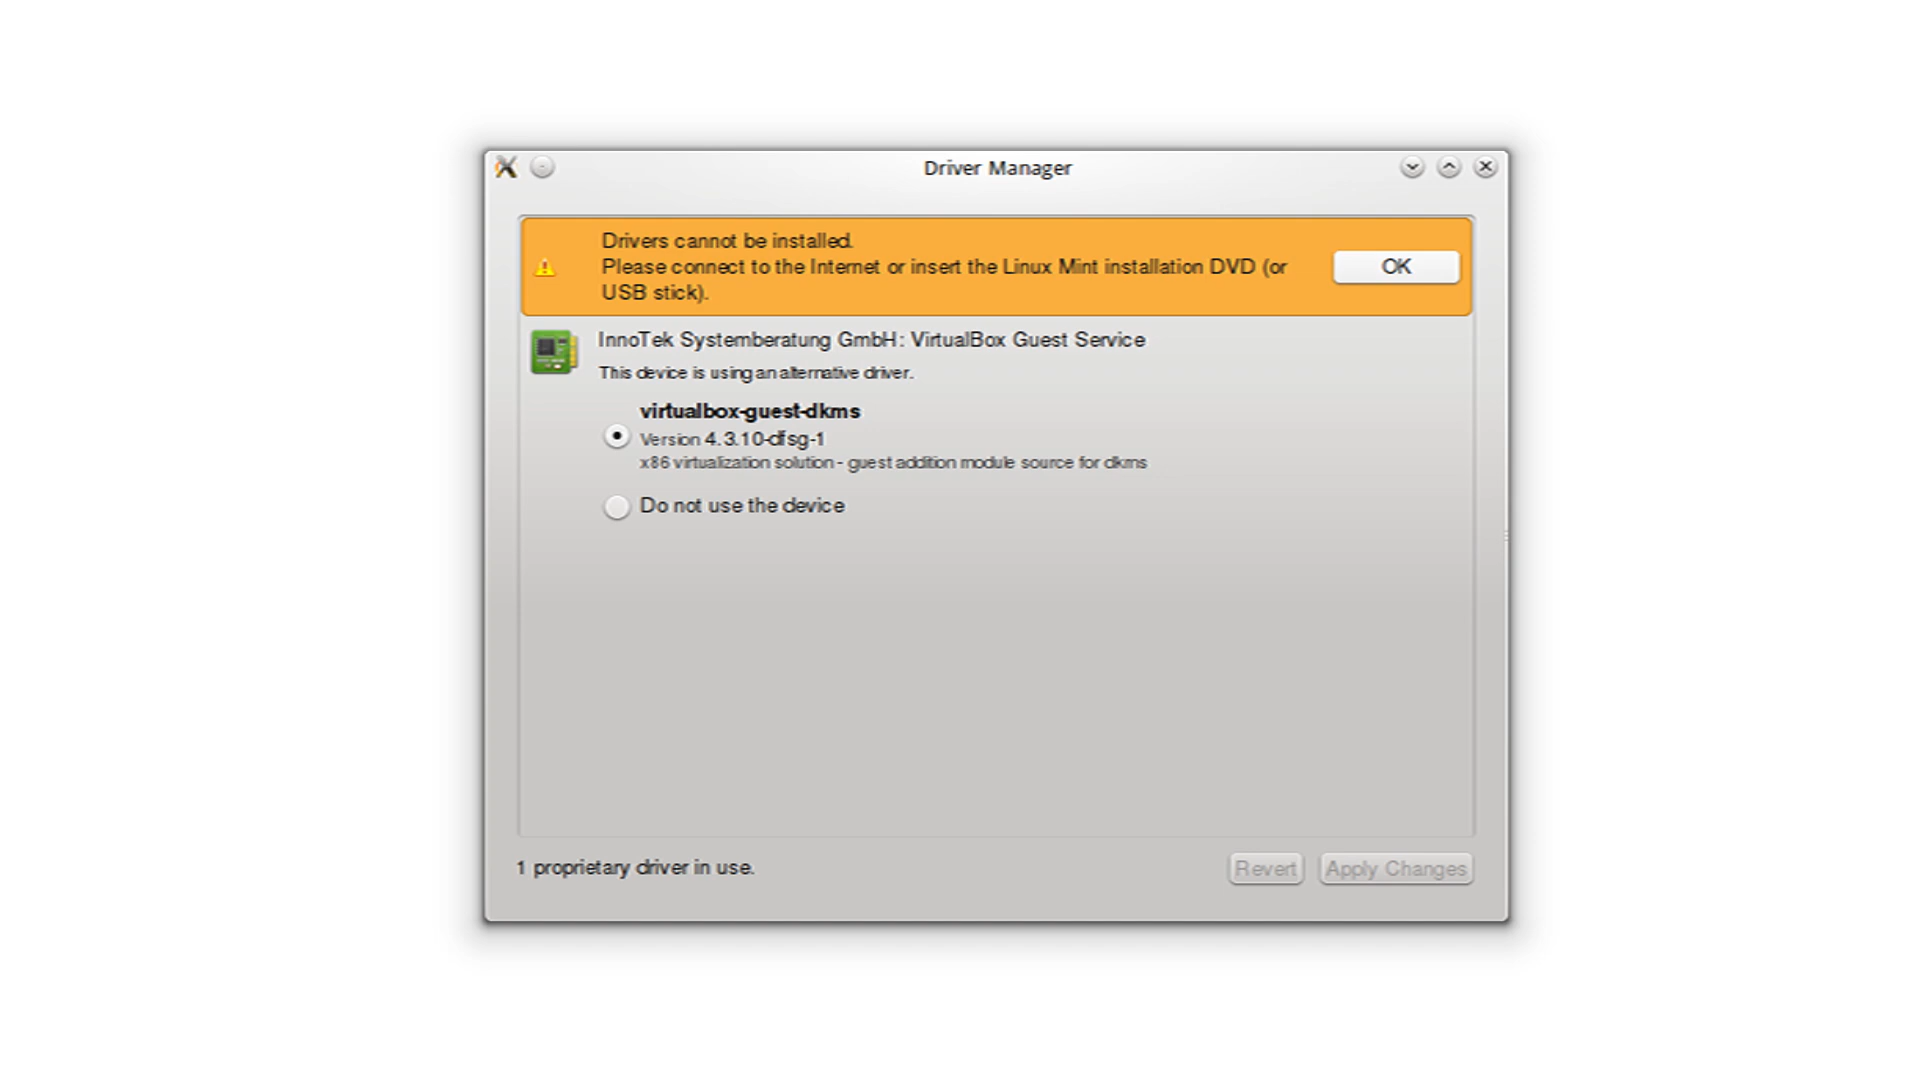 Driver Manager
Drivers cannot be installed.
Please connect to the Internet or insert the Linux Mint installation DVD (or
USB stick).
OK
InnoTek Systemberatung GmbH: VirtualBox Guest Service
This device is using an alternative driver.
virtualbox-guest-dkms
Version 4.3.10-dfsg-1
x86 virtualization solution - guest addition module source for dkms
Do not use the device
1 proprietary driver in use.
Revert
Apply Changes